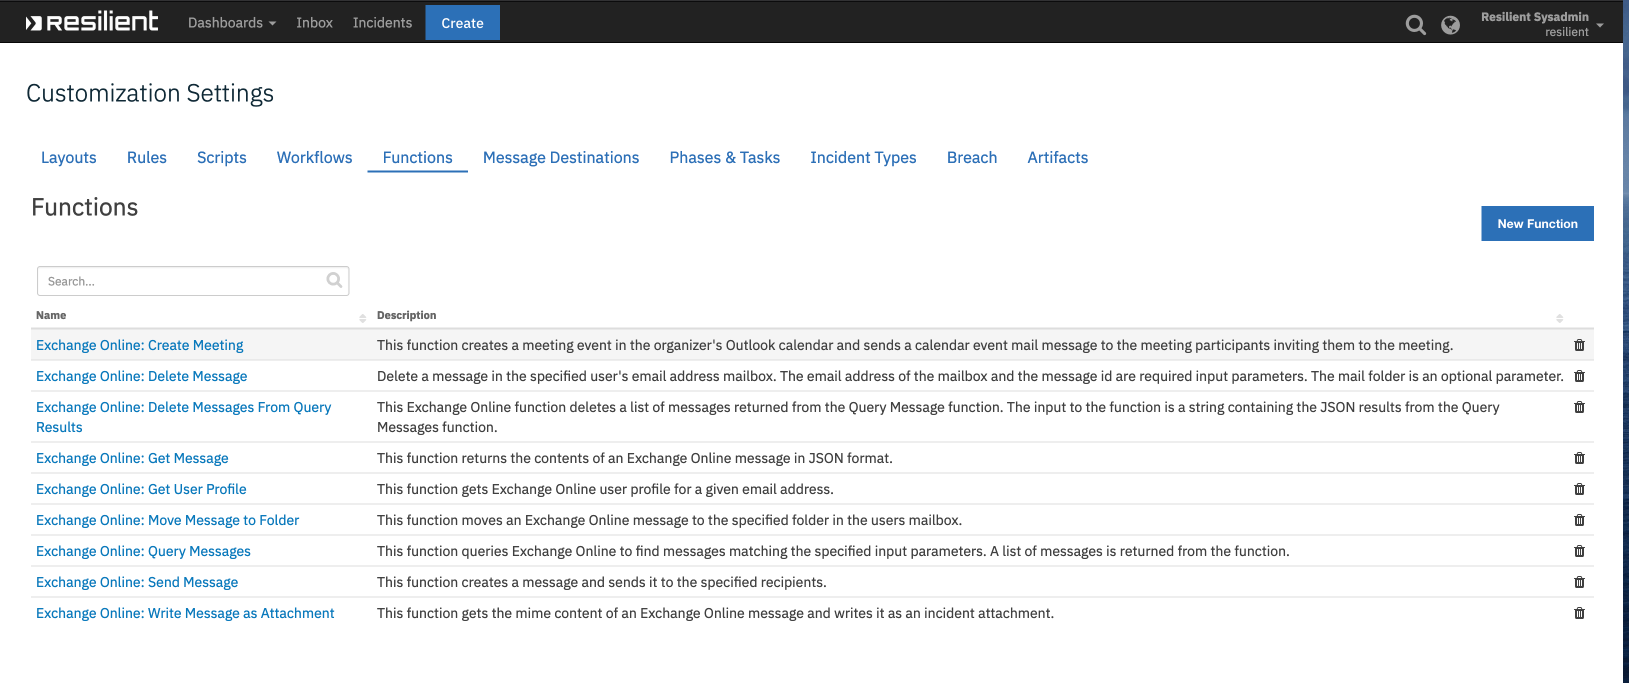 resilient Dashboards Inbox Incidents Create Resilient Sysadmin
resilient
Customization Settings
Layouts Rules Scripts Workflows Functions Message Destinations Phases & Tasks Incident Types Breach Artifacts
Functions
New Function
Search...
Name Description
Exchange Online: Create Meeting This function creates a meeting event in the organizer's Outlook calendar and sends a calendar event mail message to the meeting participants inviting them to the meeting.
Exchange Online: Delete Message Delete a message in the specified user's email address mailbox. The email address of the mailbox and the message id are required input parameters. The mail folder is an optional parameter.
Exchange Online: Delete Messages From Query This Exchange Online function deletes a list of messages returned from the Query Message function. The input to the function is a string containing the JSON results from the Query
Results Messages function.
Exchange Online: Get Message This function returns the contents of an Exchange Online message in JSON format.
Exchange Online: Get User Profile This function gets Exchange Online user profile for a given email address.
Exchange Online: Move Message to Folder This function moves an Exchange Online message to the specified folder in the users mailbox.
Exchange Online: Query Messages This function queries Exchange Online to find messages matching the specified input parameters. A list of messages is returned from the function.
Exchange Online: Send Message This function creates a message and sends it to the specified recipients.
Exchange Online: Write Message as Attachment This function gets the mime content of an Exchange Online message and writes it as an incident attachment.